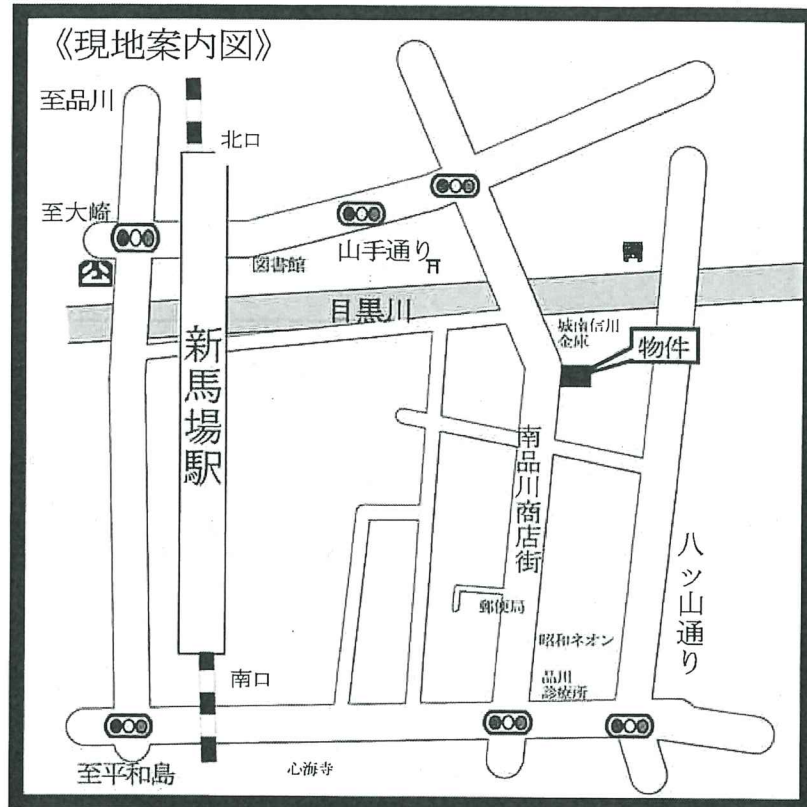 《現地案内図》
至品川
北口
至大崎
山手通り
図書館
目黒川
城南信川
金庫
物件
新馬場駅
南品川商店街
八ツ山通り
郵便局
昭和ネオン
品川
診療所
南口
至平和島
心海寺